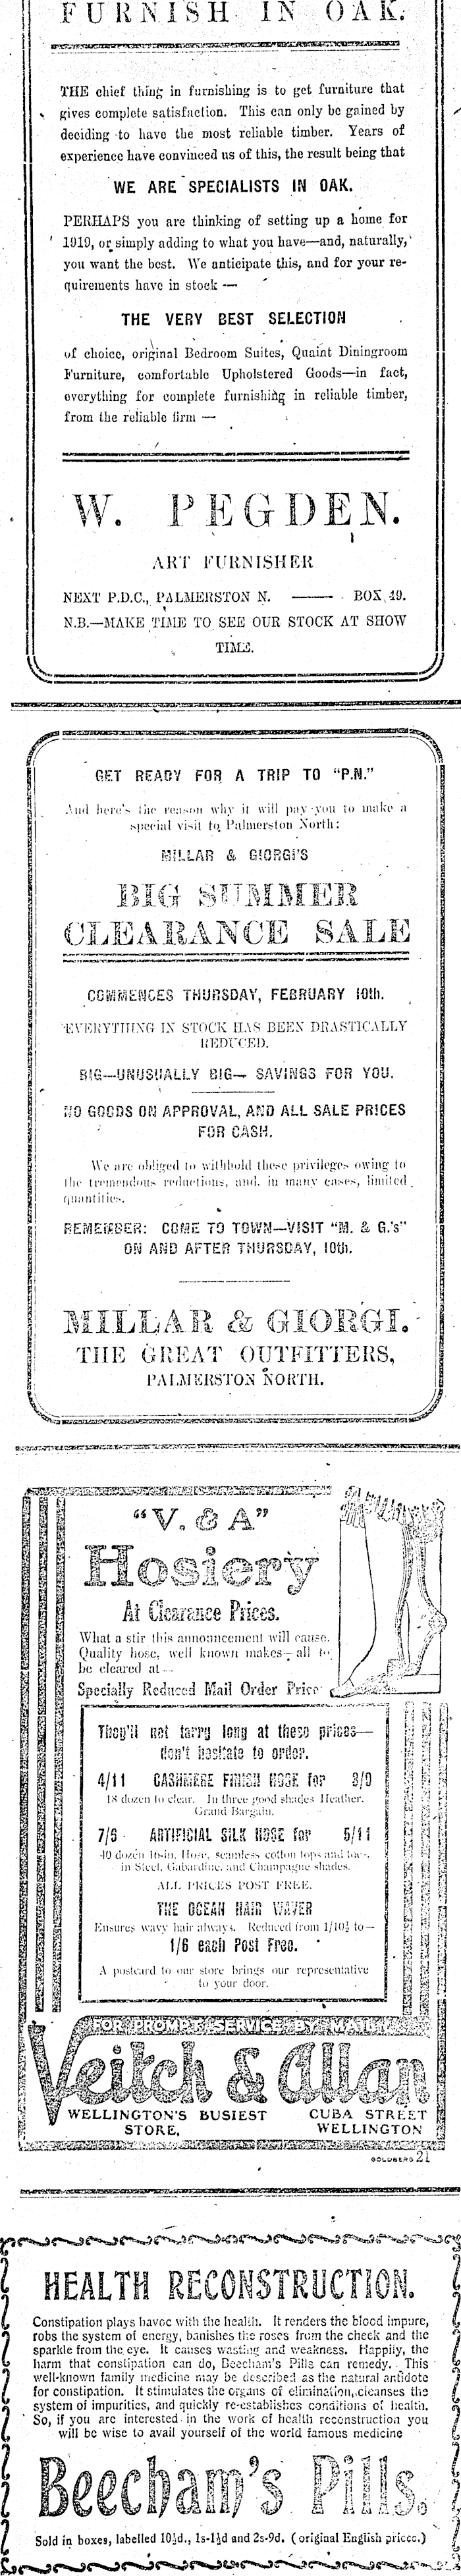 FURNISH IN OAK.
THE chief thing in furnishing is to get furniture that
gives complete satisfaction. This can only be gained by
deciding to have the most reliable timber. Years of
experience have convinced us of this, the result being that
WE ARE SPECIALISTS IN OAK.
PERHAPS you are thinking of setting up a home for
1919, or simply adding to what you have—and, naturally,
you want the best. We anticipate this, and for your re-
quirements have in stock —
THE VERY BEST SELECTION
of choice, original Bedroom Suites, Quaint Diningroom
Furniture, comfortable Upholstered Goods—in fact,
everything for complete furnishing in reliable timber,
from the reliable firm —
W. PEGDEN.
ART FURNISHER
NEXT P.D.C., PALMERSTON N. —— BOX 49.
N.B.—MAKE TIME TO SEE OUR STOCK AT SHOW
TIME.
GET READY FOR A TRIP TO "P.N."
And here's the reason why it will pay you to make a
special visit to Palmerston North:
MILLAR & GIORGI'S
BIG SUMMER
CLEARANCE SALE
COMMENCES THURSDAY, FEBRUARY 10th.
EVERYTHING IN STOCK HAS BEEN DRASTICALLY
REDUCED.
BIG—UNUSUALLY BIG— SAVINGS FOR YOU.
NO GOODS ON APPROVAL, AND ALL SALE PRICES
FOR CASH.
We are obliged to withhold these privileges owing to
the tremendous reductions, and, in many cases, limited
quantities.
REMEMBER: COME TO TOWN—VISIT "M. & G.'s"
ON AND AFTER THURSDAY, 10th.
MILLAR & GIORGI.
THE GREAT OUTFITTERS,
PALMERSTON NORTH.
"V. & A"
Hosiery
At Clearance Prices.
What a stir this announcement will cause.
Quality hose, well known makes—all to
be cleared at—
Specially Reduced Mail Order Price
They'll not tarry long at these prices—
don't hesitate to order.
4/11 CASHMERE FINISH HOSE for 3/9
18 dozen to clear. In three good shades Heather.
Grand Bargain.
7/6 ARTIFICIAL SILK HOSE for 5/11
40 dozen 16-in. Hose, seamless cotton tops and toes,
in Steel, Gabardine, and Champagne shades.
ALL PRICES POST FREE.
THE OCEAN HAIR WAVER
Ensures wavy hair always. Reduced from 1/10½ to—
1/6 each Post Free.
A postcard to our store brings our representative
to your door.
FOR PROMPT SERVICE BY MAIL!
Veitch & Allan
WELLINGTON'S BUSIEST CUBA STREET
STORE, WELLINGTON
GOLDBERG 21
HEALTH RECONSTRUCTION.
Constipation plays havoc with the health. It renders the blood impure,
robs the system of energy, banishes the roses from the cheek and the
sparkle from the eye. It causes wasting and weakness. Happily, the
harm that constipation can do, Beecham's Pills can remedy. This
well-known family medicine may be described as the natural antidote
for constipation. It stimulates the organs of elimination, cleanses the
system of impurities, and quickly re-establishes conditions of health.
So, if you are interested in the work of health reconstruction you
will be wise to avail yourself of the world famous medicine
Beecham's Pills.
Sold in boxes, labelled 10½d., 1s-1½d and 2s-9d. (original English prices.)